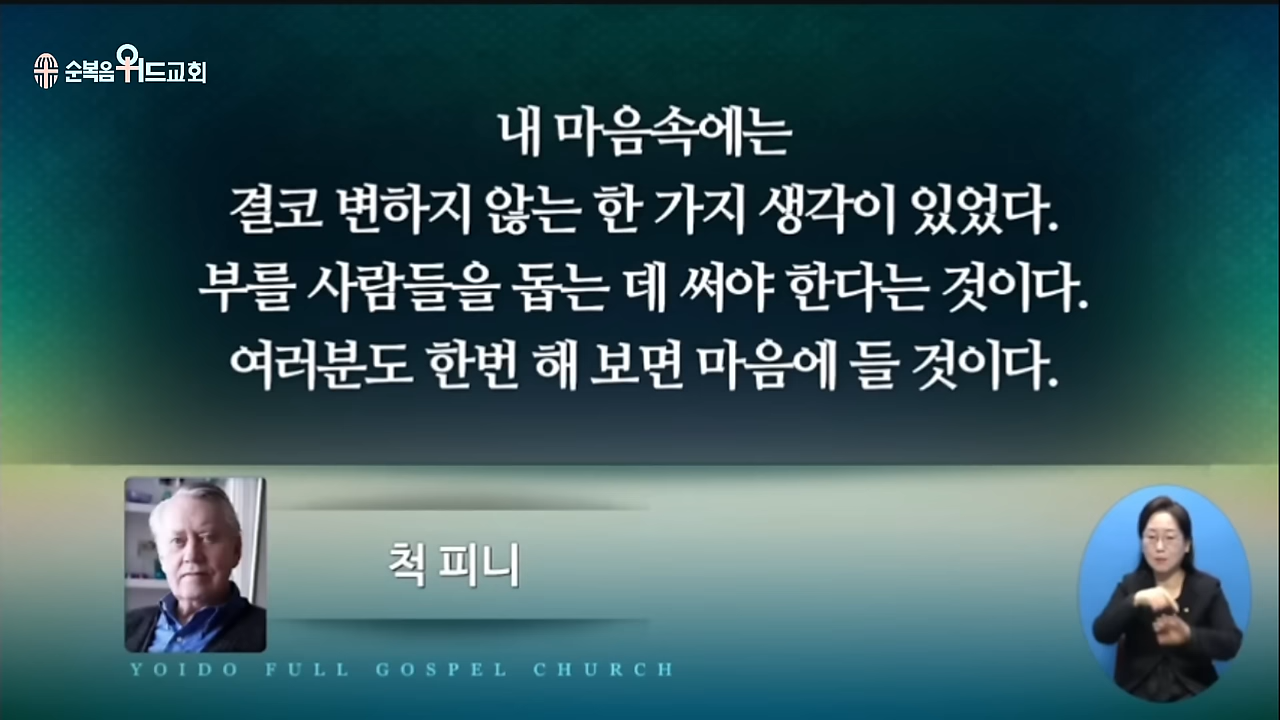 순복음워드교회
내 마음속에는
결코 변하지 않는 한 가지 생각이 있었다.
부를 사람들을 돕는 데 써야 한다는 것이다.
여러분도 한번 해 보면 마음에 들 것이다.
척 피니
YOIDO FULL GOSPEL CHURCH